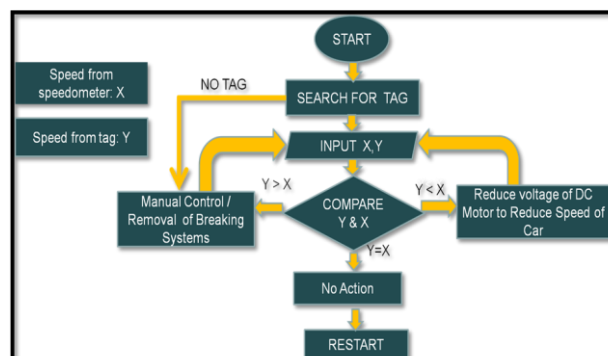 START
Speed from
speedometer: X
NO TAG
SEARCH FOR TAG
Speed from tag: Y
INPUT X,Y
Y > X
Y < X
Manual Control /
Removal of Breaking
Systems
COMPARE
Y & X
Reduce voltage of DC
Motor to Reduce Speed of
Car
Y=X
No Action
RESTART